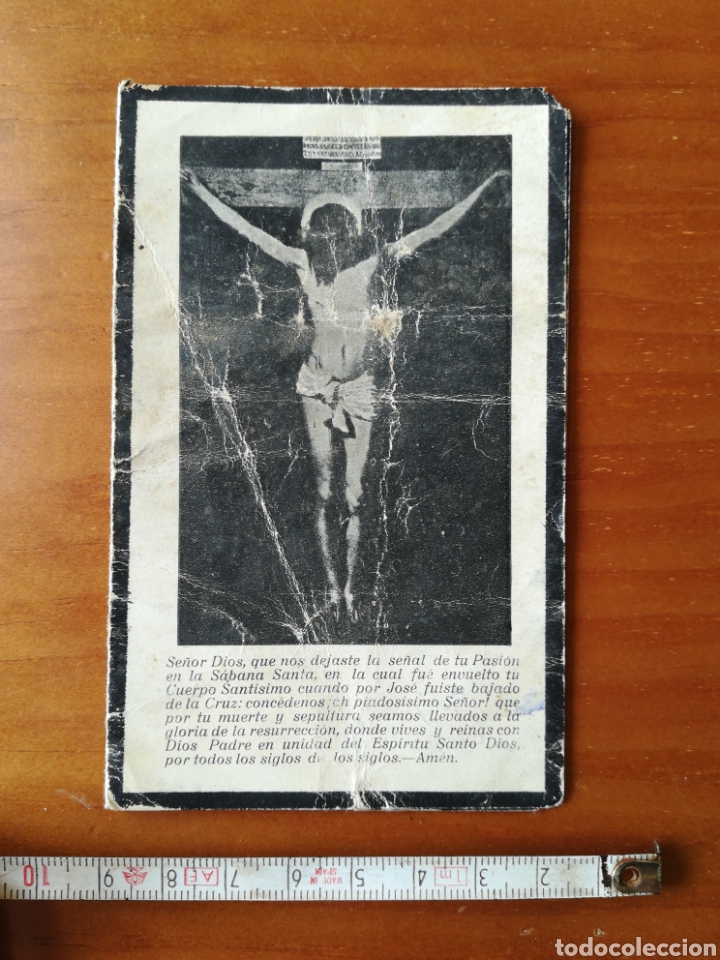 Señor Dios, que nos dejaste la señal de tu Pasión
en la Sábana Santa, en la cual fué envuelto tu
Cuerpo Santísimo cuando por José fuiste bajado
de la Cruz: concédenos ¡oh piadosísimo Señor! que
por tu muerte y sepultura seamos llevados a la
gloria de la resurrección, donde vives y reinas con
Dios Padre en unidad del Espíritu Santo Dios,
por todos los siglos de los siglos.—Amén.
10 9 8 AE 7 6 MADE IN SPAIN 5 4 1m 3 2
todocoleccion